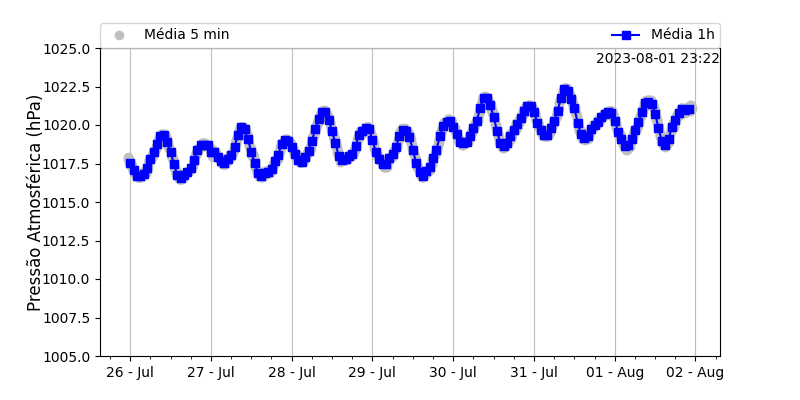 Média 5 min
Média 1h
2023-08-01 23:22
Pressão Atmosférica (hPa)
1025.0
1022.5
1020.0
1017.5
1015.0
1012.5
1010.0
1007.5
1005.0
26 - Jul
27 - Jul
28 - Jul
29 - Jul
30 - Jul
31 - Jul
01 - Aug
02 - Aug